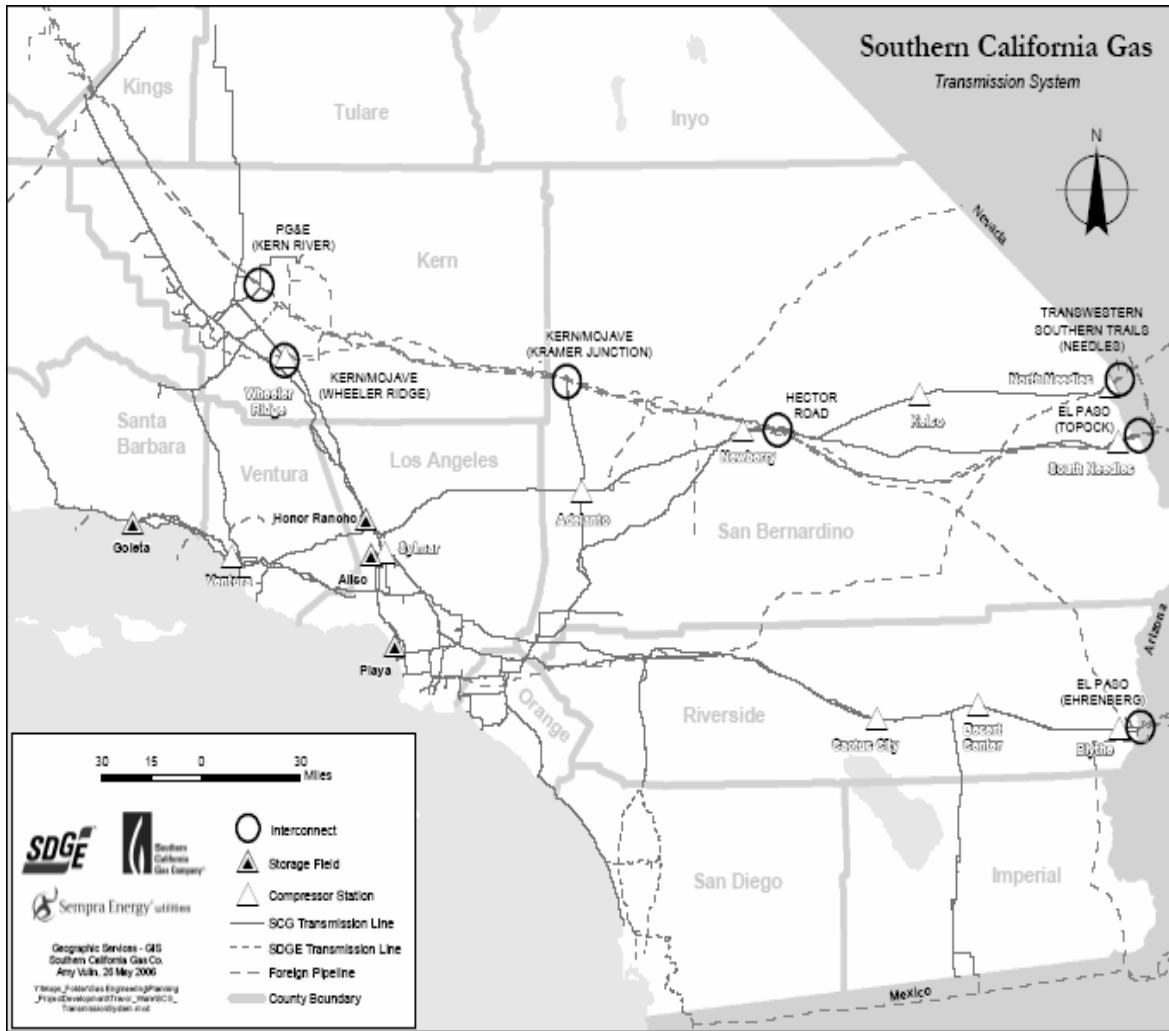 Southern California Gas
Transmission System
N
Kings
Tulare
Inyo
Nevada
PG&E
(KERN RIVER)
Kern
KERN/MOJAVE
(KRAMER JUNCTION)
TRANSWESTERN
SOUTHERN TRAILS
(NEEDLES)
North Needles
KERN/MOJAVE
(WHEELER RIDGE)
Wheeler
Ridge
HECTOR
ROAD
Kelso
EL PASO
(TOPOCK)
Santa
Barbara
Ventura
Los Angeles
Newberry
South Needles
Honor Rancho
Adelanto
San Bernardino
Goleta
Ventura
Aliso
Sylmar
Arizona
Playa
Orange
Riverside
EL PASO
(EHRENBERG)
Cactus City
Desert
Center
Blythe
San Diego
Imperial
Mexico
30 15 0 30
Miles
SDGE
Southern
California
Gas Company
Sempra Energy utilities
Interconnect
Storage Field
Compressor Station
SCG Transmission Line
SDGE Transmission Line
Foreign Pipeline
County Boundary
Geographic Services - GIS
Southern California Gas Co.
Amy Vulin, 26 May 2006